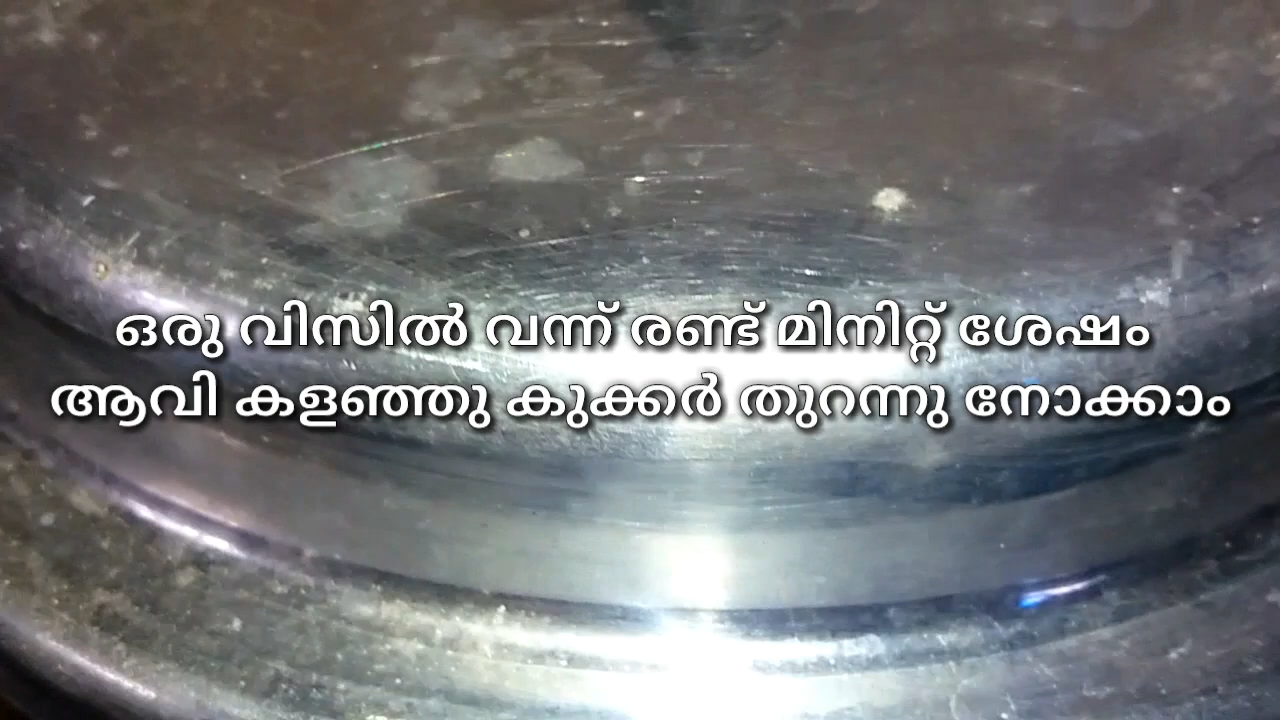 ഒരു വിസിൽ വന്ന് രണ്ട് മിനിറ്റ് ശേഷം
ആവി കളഞ്ഞു കുക്കർ തുറന്നു നോക്കാം